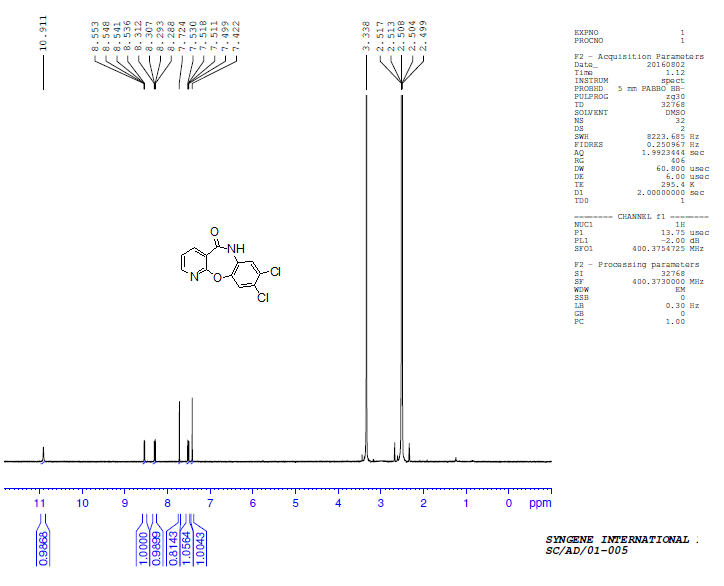 10.911
8.553
8.548
8.541
8.536
8.312
8.307
8.293
8.288
7.724
7.530
7.518
7.511
7.499
7.422
3.338
2.517
2.513
2.508
2.504
2.499
EXPNO 1
PROCNO 1
F2 - Acquisition Parameters
Date_ 20160802
Time 1.12
INSTRUM spect
PROBHD 5 mm PABBO BB-
PULPROG zg30
TD 32768
SOLVENT DMSO
NS 32
DS 2
SWH 8223.685 Hz
FIDRES 0.250967 Hz
AQ 1.9923444 sec
RG 406
DW 60.800 usec
DE 6.00 usec
TE 295.4 K
D1 2.00000000 sec
TD0 1
======== CHANNEL f1 ========
NUC1 1H
P1 13.75 usec
PL1 -2.00 dB
SFO1 400.3754725 MHz
F2 - Processing parameters
SI 32768
SF 400.3730000 MHz
WDW EM
SSB 0
LB 0.30 Hz
GB 0
PC 1.00
O
NH
N
O
Cl
Cl
11 10 9 8 7 6 5 4 3 2 1 0 ppm
0.9868
1.0000
0.9899
0.8143
1.0564
1.0043
SYNGENE INTERNATIONAL
SC/AD/01-005